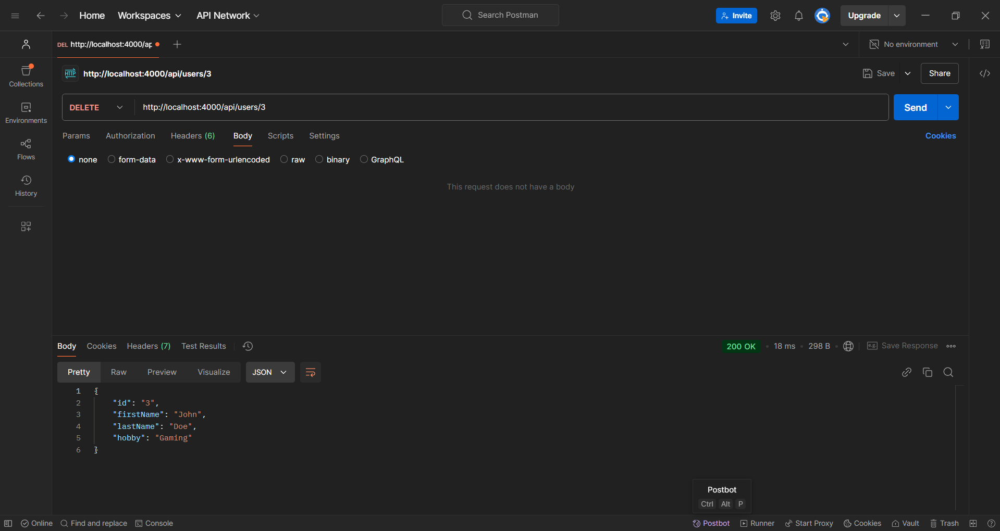 Home Workspaces API Network Search Postman Invite Upgrade
DEL http://localhost:4000/ap No environment
HTTP http://localhost:4000/api/users/3 Save Share
Collections
Environments
Flows
History
DELETE http://localhost:4000/api/users/3 Send
Params Authorization Headers (6) Body Scripts Settings Cookies
none form-data x-www-form-urlencoded raw binary GraphQL
This request does not have a body
Body Cookies Headers (7) Test Results 200 OK • 18 ms • 298 B • e.g. Save Response
Pretty Raw Preview Visualize JSON
1 {
2 "id": "3",
3 "firstName": "John",
4 "lastName": "Doe",
5 "hobby": "Gaming"
6 }
Postbot
Ctrl Alt P
Online Find and replace Console Postbot Runner Start Proxy Cookies Vault Trash